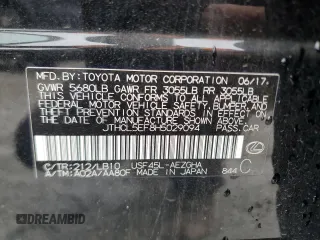 MFD. BY: TOYOTA MOTOR CORPORATION 06/17
GVWR 5680LB GAWR FR 3055LB RR 3055LB
THIS VEHICLE CONFORMS TO ALL APPLICABLE
FEDERAL MOTOR VEHICLE SAFETY, BUMPER, AND
THEFT PREVENTION STANDARDS IN EFFECT ON
THE DATE OF MANUFACTURE SHOWN ABOVE.
JTHCL5EF8H5029094 PASS. CAR
C/TR:212/LB10 USF45L-AEZGHA
A/TM:A02A/AA80F MADE IN JAPAN 844 C